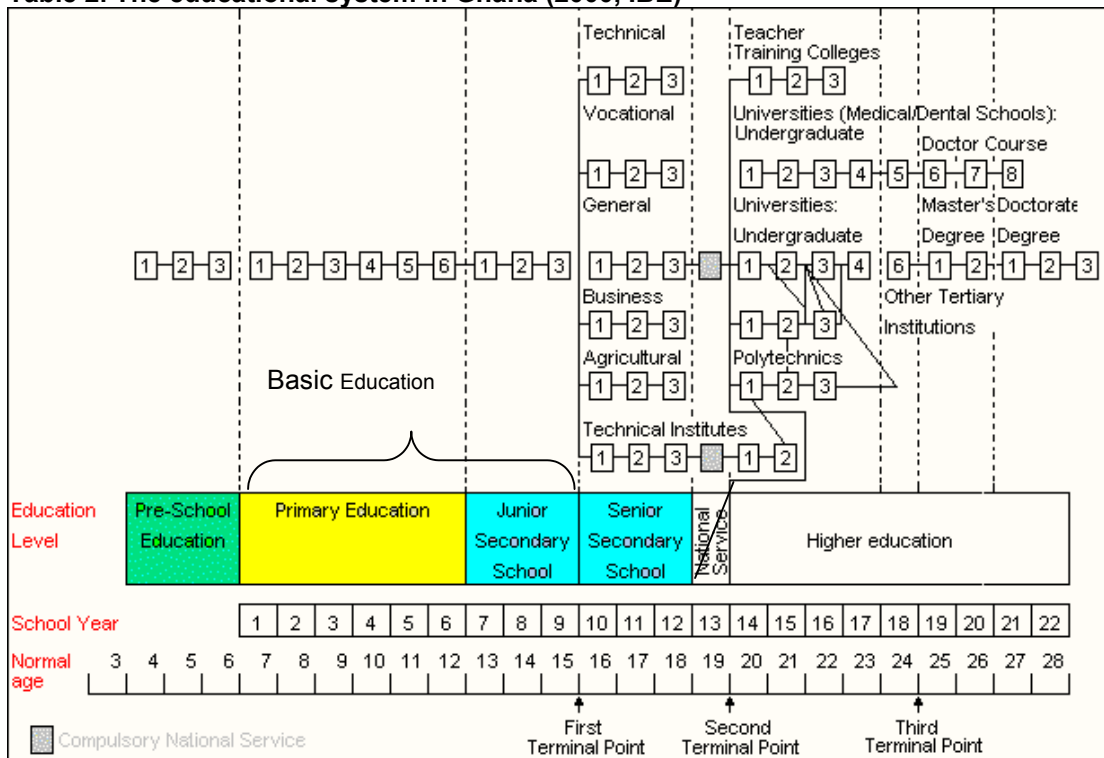 Technical Teacher
Training Colleges
1 2 3 1 2 3
Vocational Universities (Medical/Dental Schools):
Undergraduate
Doctor Course
1 2 3 1 2 3 4 5 6 7 8
General Universities: Master's Doctorate
Undergraduate Degree Degree
1 2 3 1 2 3 4 5 6 1 2 3 1 2 3 1 2 3 4 6 1 2 1 2 3
Business Other Tertiary
1 2 3 1 2 3 Institutions
Agricultural Polytechnics
Basic Education
1 2 3 1 2 3
Technical Institutes
1 2 3 1 2
Education Level
Pre-School Education
Primary Education
Junior Secondary School
Senior Secondary School
National Service
Higher education
School Year 1 2 3 4 5 6 7 8 9 10 11 12 13 14 15 16 17 18 19 20 21 22
Normal age 3 4 5 6 7 8 9 10 11 12 13 14 15 16 17 18 19 20 21 22 23 24 25 26 27 28
First Terminal Point
Second Terminal Point
Third Terminal Point
Compulsory National Service